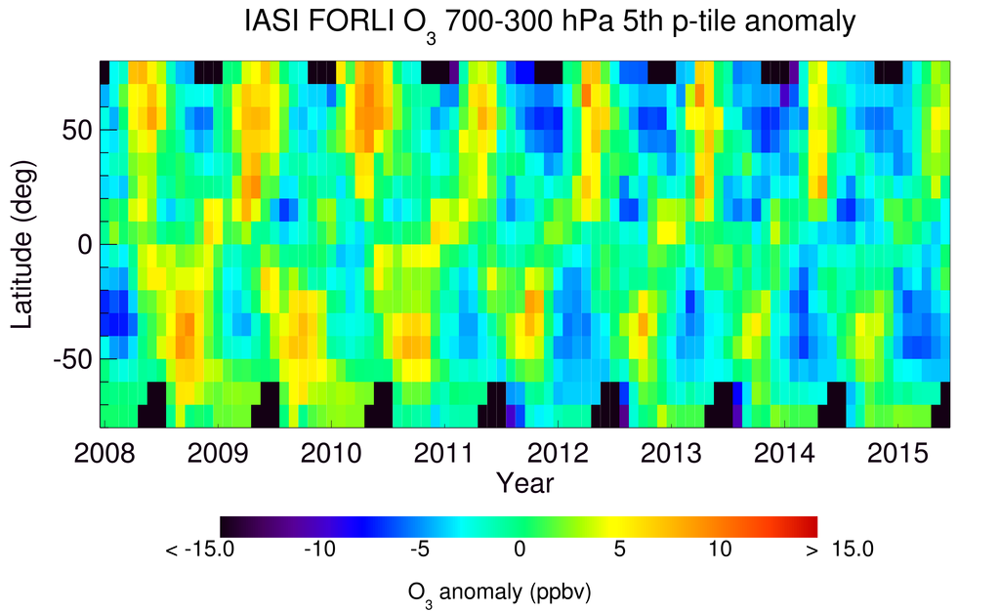 IASI FORLI O₃ 700-300 hPa 5th p-tile anomaly
Latitude (deg)
50
0
-50
2008 2009 2010 2011 2012 2013 2014 2015
Year
< -15.0 -10 -5 0 5 10 > 15.0
O₃ anomaly (ppbv)